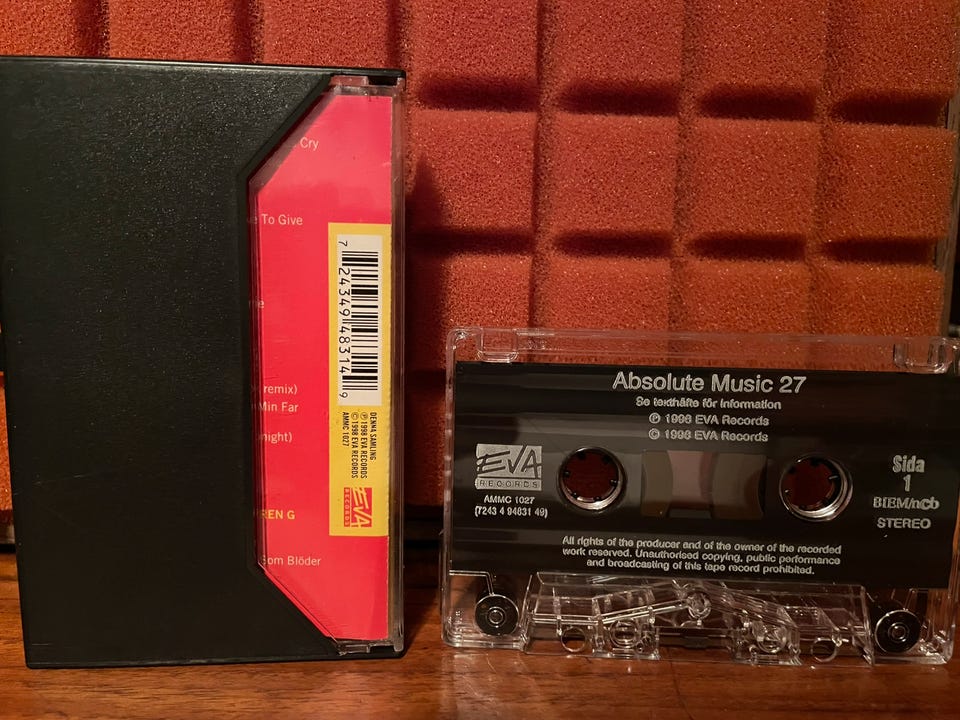 Cry
To Give
remix)
Min Far
night)
REN G
Som Blöder
7 24349 48314 9
DENNA SAMLING
℗ 1998 EVA RECORDS
© 1998 EVA RECORDS
AMMC 1027
EVA
RECORDS
Absolute Music 27
Se texthäfte för information
℗ 1998 EVA Records
© 1998 EVA Records
EVA
RECORDS
AMMC 1027
(7243 4 94831 49)
Sida
1
BIEM/ncb
STEREO
All rights of the producer and of the owner of the recorded
work reserved. Unauthorised copying, public performance
and broadcasting of this tape record prohibited.